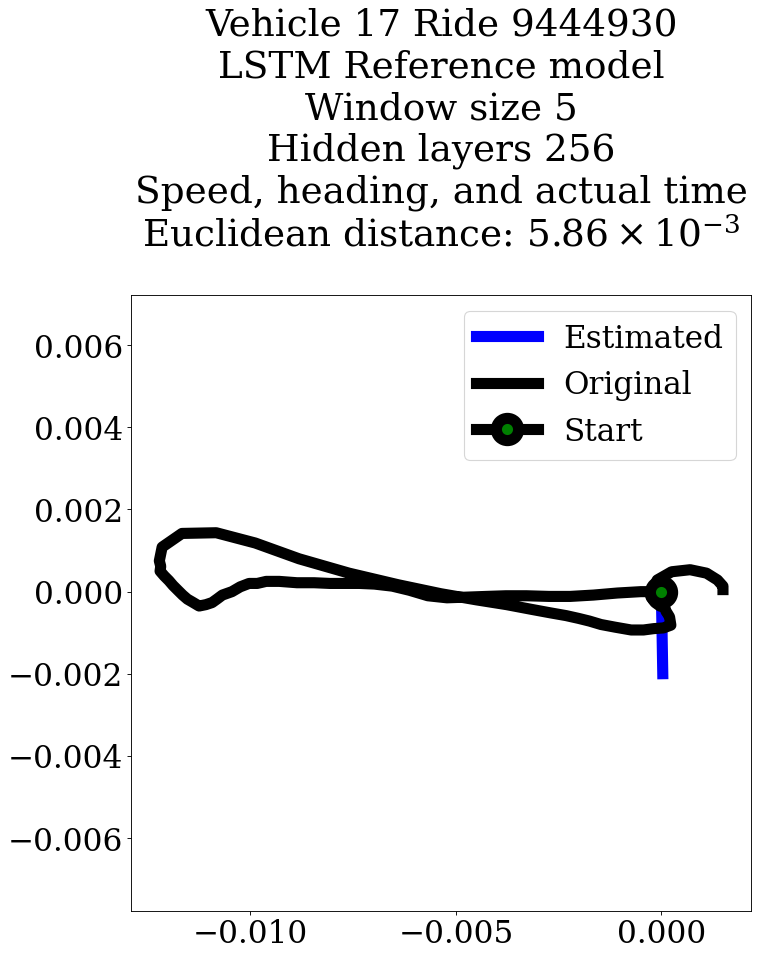 Vehicle 17 Ride 9444930
LSTM Reference model
Window size 5
Hidden layers 256
Speed, heading, and actual time
Euclidean distance: 5.86 × 10⁻³
Estimated
Original
Start
0.006
0.004
0.002
0.000
−0.002
−0.004
−0.006
−0.010
−0.005
0.000